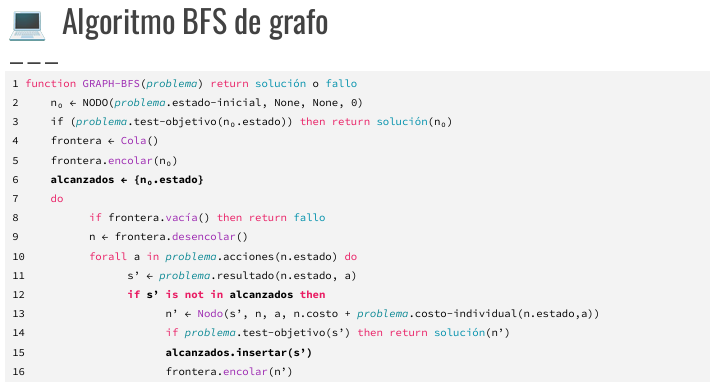 Algoritmo BFS de grafo
1 function GRAPH-BFS(problema) return solución o fallo
2 n₀ ← NODO(problema.estado-inicial, None, None, 0)
3 if (problema.test-objetivo(n₀.estado)) then return solución(n₀)
4 frontera ← Cola()
5 frontera.encolar(n₀)
6 alcanzados ← {n₀.estado}
7 do
8 if frontera.vacía() then return fallo
9 n ← frontera.desencolar()
10 forall a in problema.acciones(n.estado) do
11 s’ ← problema.resultado(n.estado, a)
12 if s’ is not in alcanzados then
13 n’ ← Nodo(s’, n, a, n.costo + problema.costo-individual(n.estado,a))
14 if problema.test-objetivo(s’) then return solución(n’)
15 alcanzados.insertar(s’)
16 frontera.encolar(n’)